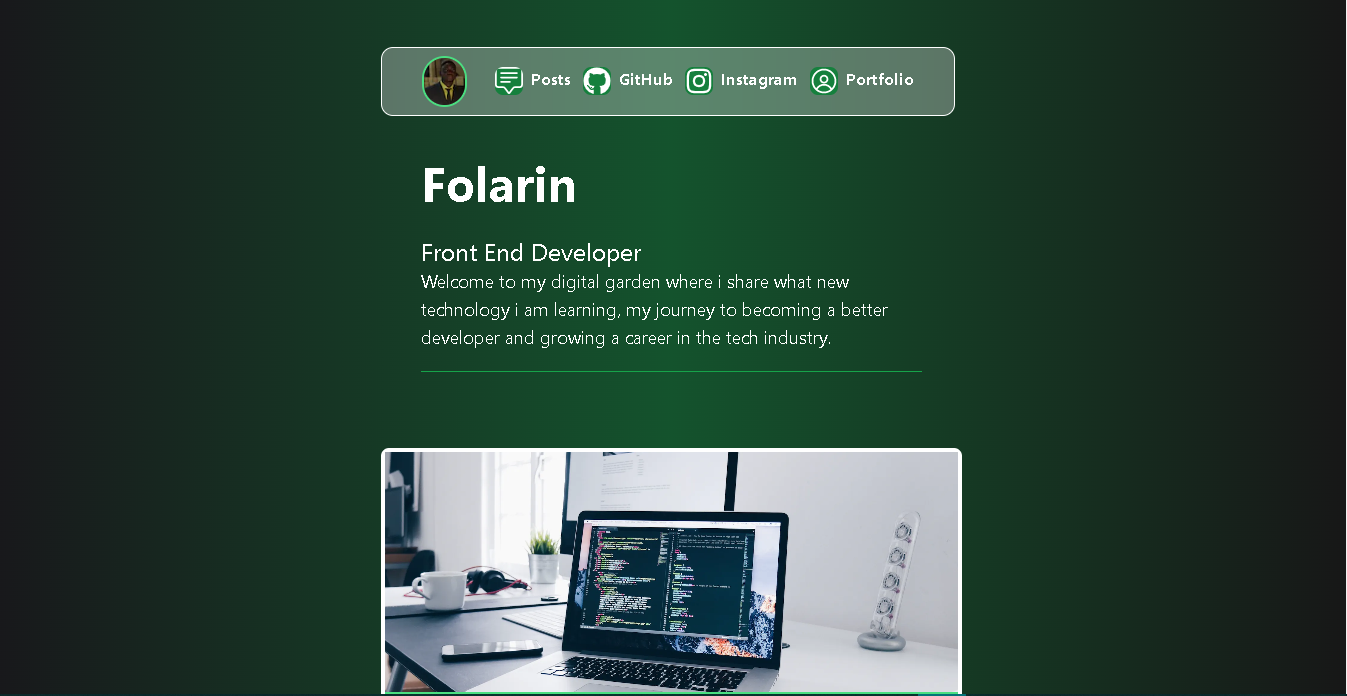 Posts GitHub Instagram Portfolio
Folarin
Front End Developer
Welcome to my digital garden where i share what new
technology i am learning, my journey to becoming a better
developer and growing a career in the tech industry.